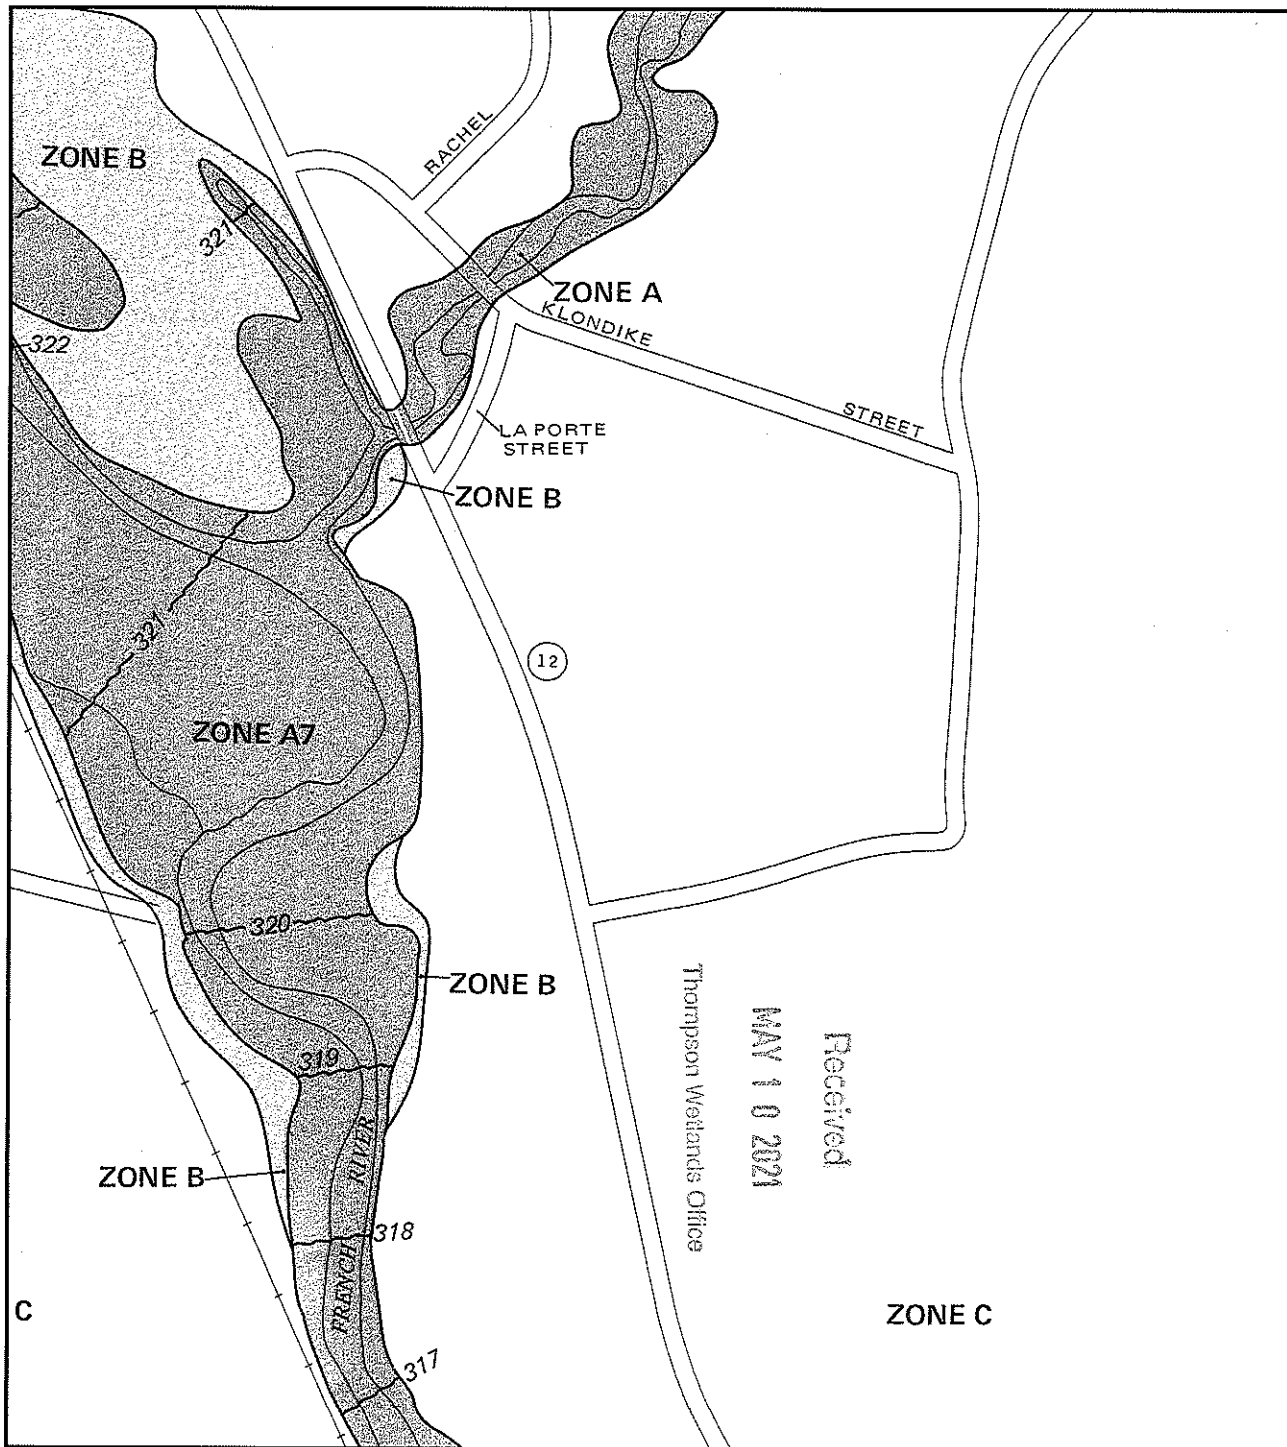 ZONE B
RACHEL
321
ZONE A
KLONDIKE
322
STREET
LA PORTE
STREET
ZONE B
321
12
ZONE A7
320
ZONE B
Received
MAY 10 2021
Thompson Wetlands Office
319
RIVER
ZONE B
318
FRENCH
C
ZONE C
317